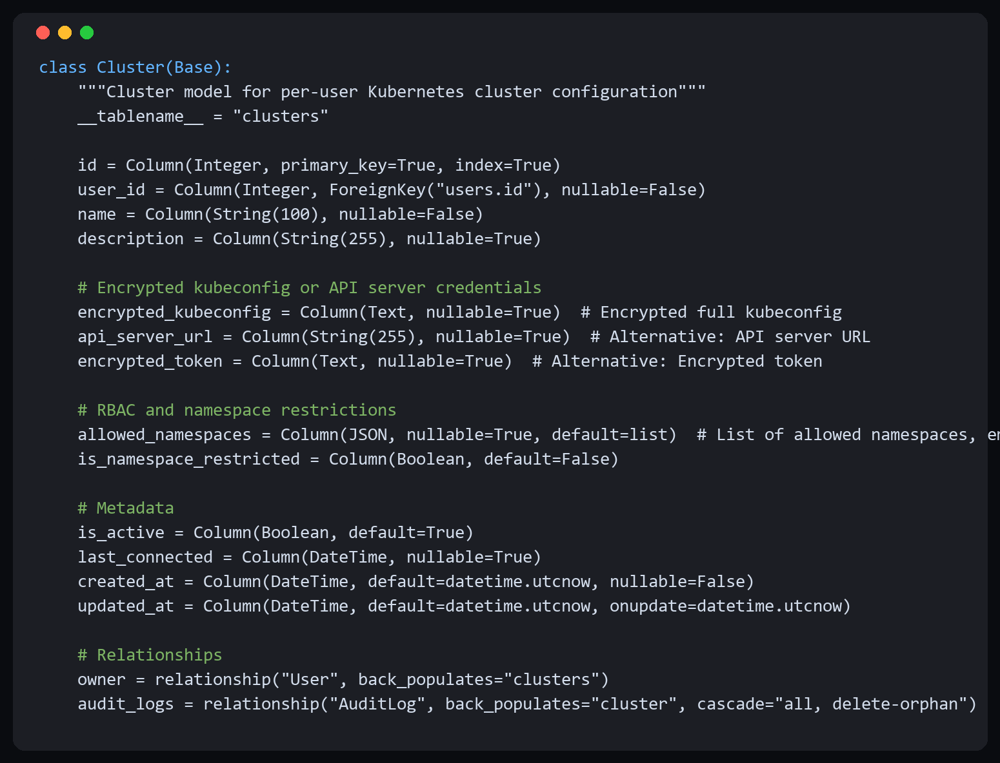 class Cluster(Base):
    """Cluster model for per-user Kubernetes cluster configuration"""
    __tablename__ = "clusters"

    id = Column(Integer, primary_key=True, index=True)
    user_id = Column(Integer, ForeignKey("users.id"), nullable=False)
    name = Column(String(100), nullable=False)
    description = Column(String(255), nullable=True)

    # Encrypted kubeconfig or API server credentials
    encrypted_kubeconfig = Column(Text, nullable=True)  # Encrypted full kubeconfig
    api_server_url = Column(String(255), nullable=True)  # Alternative: API server URL
    encrypted_token = Column(Text, nullable=True)  # Alternative: Encrypted token

    # RBAC and namespace restrictions
    allowed_namespaces = Column(JSON, nullable=True, default=list)  # List of allowed namespaces,
    is_namespace_restricted = Column(Boolean, default=False)

    # Metadata
    is_active = Column(Boolean, default=True)
    last_connected = Column(DateTime, nullable=True)
    created_at = Column(DateTime, default=datetime.utcnow, nullable=False)
    updated_at = Column(DateTime, default=datetime.utcnow, onupdate=datetime.utcnow)

    # Relationships
    owner = relationship("User", back_populates="clusters")
    audit_logs = relationship("AuditLog", back_populates="cluster", cascade="all, delete-orphan")